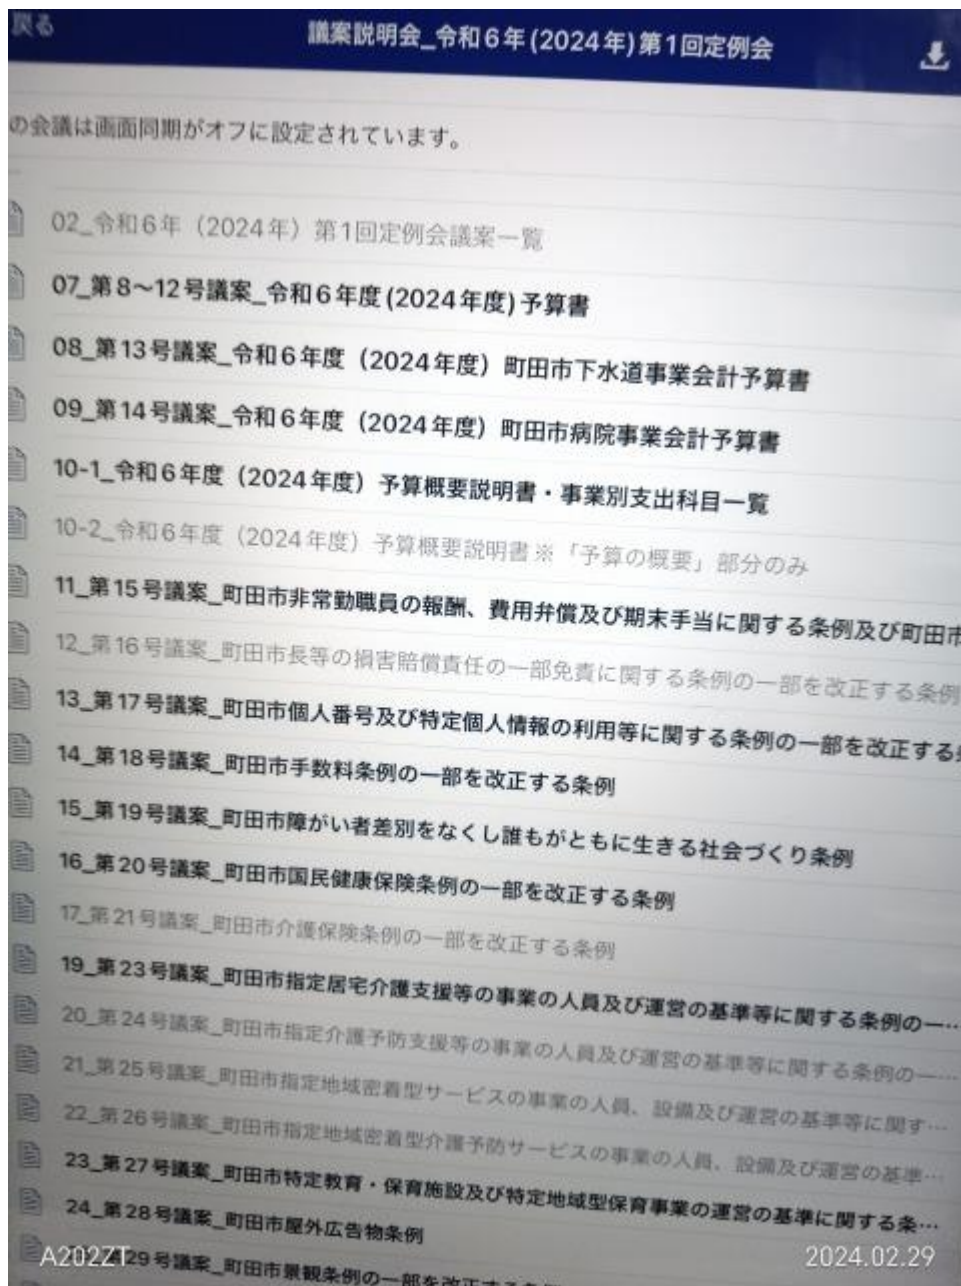 戻る
議案説明会_令和6年(2024年)第1回定例会
の会議は画面同期がオフに設定されています。
02_令和6年（2024年）第1回定例会議案一覧
07_第8～12号議案_令和6年度(2024年度)予算書
08_第13号議案_令和6年度（2024年度）町田市下水道事業会計予算書
09_第14号議案_令和6年度（2024年度）町田市病院事業会計予算書
10-1_令和6年度（2024年度）予算概要説明書・事業別支出科目一覧
10-2_令和6年度（2024年度）予算概要説明書※「予算の概要」部分のみ
11_第15号議案_町田市非常勤職員の報酬、費用弁償及び期末手当に関する条例及び町田市
12_第16号議案_町田市長等の損害賠償責任の一部免責に関する条例の一部を改正する条例
13_第17号議案_町田市個人番号及び特定個人情報の利用等に関する条例の一部を改正する
14_第18号議案_町田市手数料条例の一部を改正する条例
15_第19号議案_町田市障がい者差別をなくし誰もがともに生きる社会づくり条例
16_第20号議案_町田市国民健康保険条例の一部を改正する条例
17_第21号議案_町田市介護保険条例の一部を改正する条例
19_第23号議案_町田市指定居宅介護支援等の事業の人員及び運営の基準等に関する条例の一…
20_第24号議案_町田市指定介護予防支援等の事業の人員及び運営の基準等に関する条例の一…
21_第25号議案_町田市指定地域密着型サービスの事業の人員、設備及び運営の基準等に関す…
22_第26号議案_町田市指定地域密着型介護予防サービスの事業の人員、設備及び運営の基準…
23_第27号議案_町田市特定教育・保育施設及び特定地域型保育事業の運営の基準に関する条…
24_第28号議案_町田市屋外広告物条例
29号議案_町田市景観条例の一部を改正する条例
A202ZT
2024.02.29